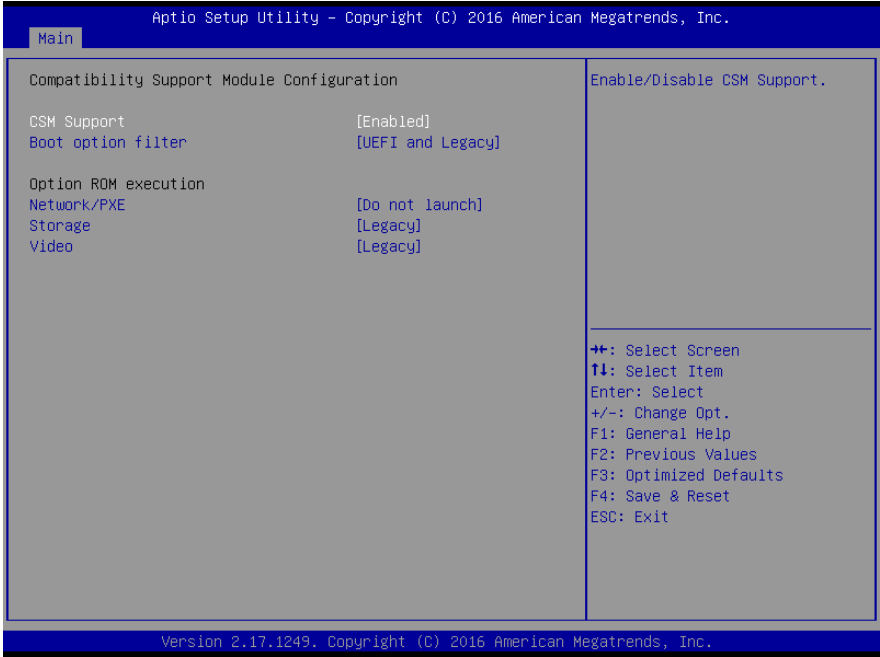 Aptio Setup Utility – Copyright (C) 2016 American Megatrends, Inc.
Main
Compatibility Support Module Configuration
CSM Support [Enabled]
Boot option filter [UEFI and Legacy]
Option ROM execution
Network/PXE [Do not launch]
Storage [Legacy]
Video [Legacy]
Enable/Disable CSM Support.
→←: Select Screen
↑↓: Select Item
Enter: Select
+/-: Change Opt.
F1: General Help
F2: Previous Values
F3: Optimized Defaults
F4: Save & Reset
ESC: Exit
Version 2.17.1249. Copyright (C) 2016 American Megatrends, Inc.